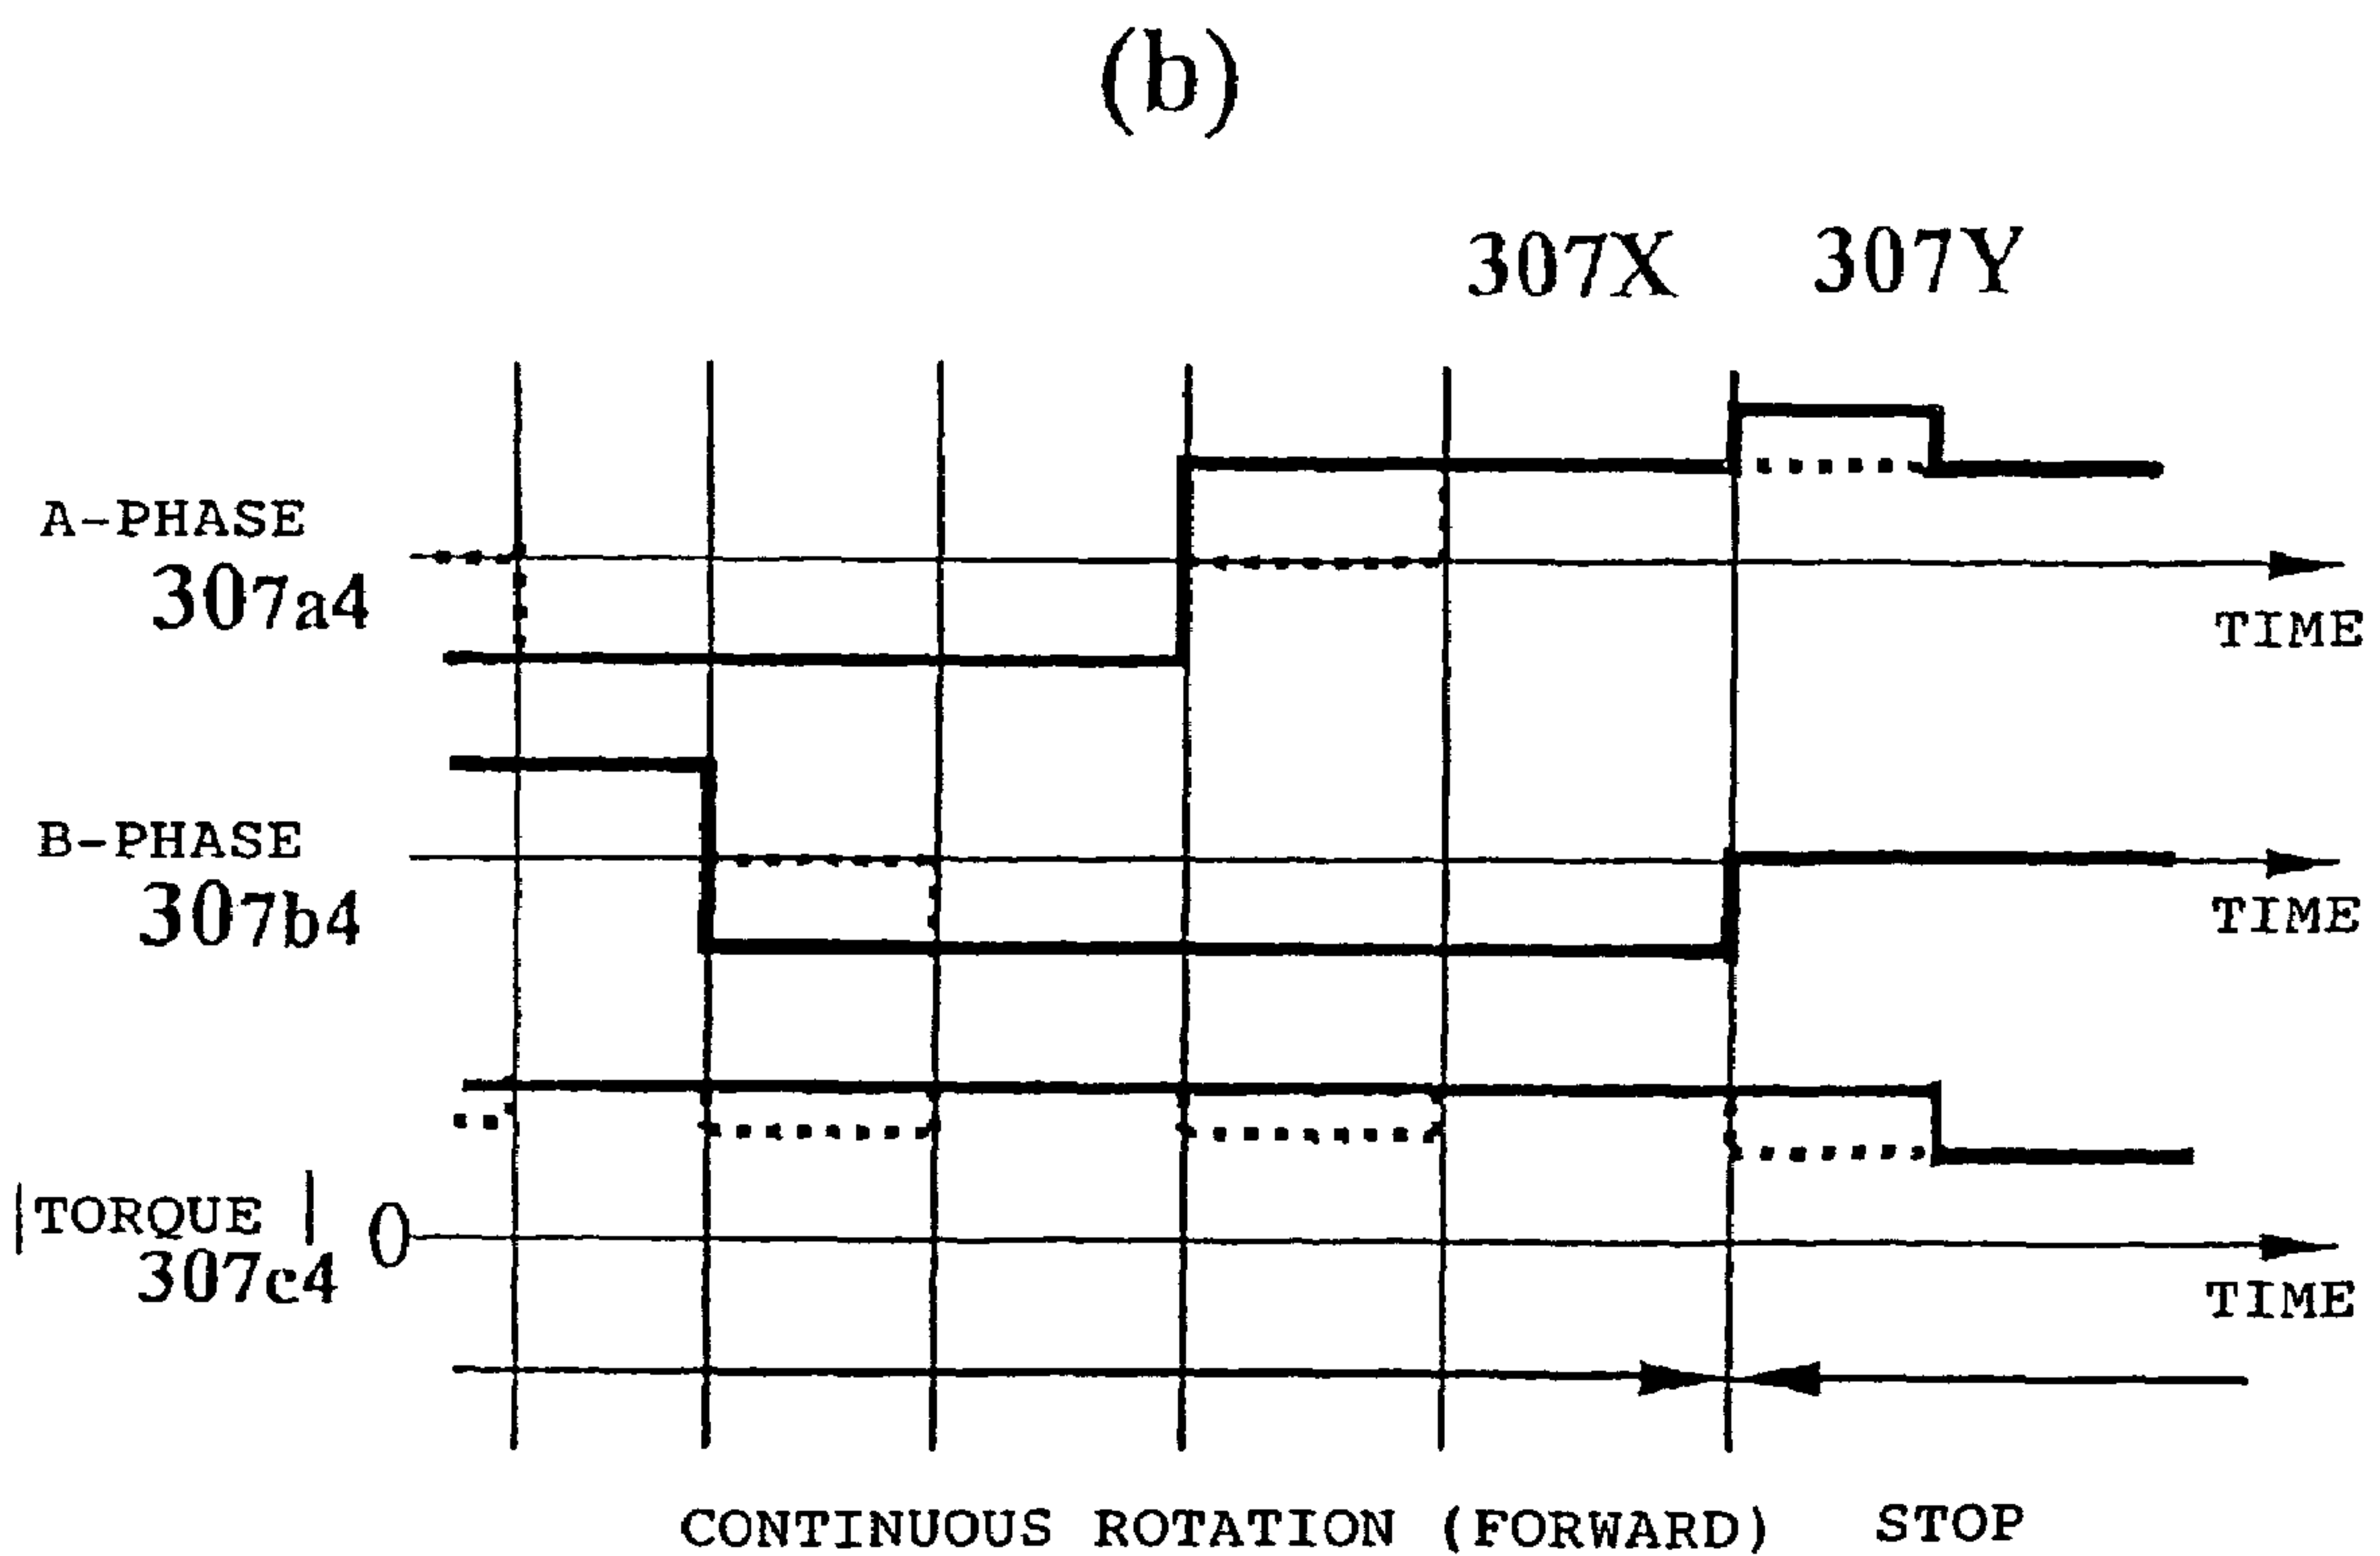 (b)
307X 307Y
A-PHASE
307a4
TIME
B-PHASE
307b4
TIME
|TORQUE| 0
307c4
TIME
CONTINUOUS ROTATION (FORWARD) STOP